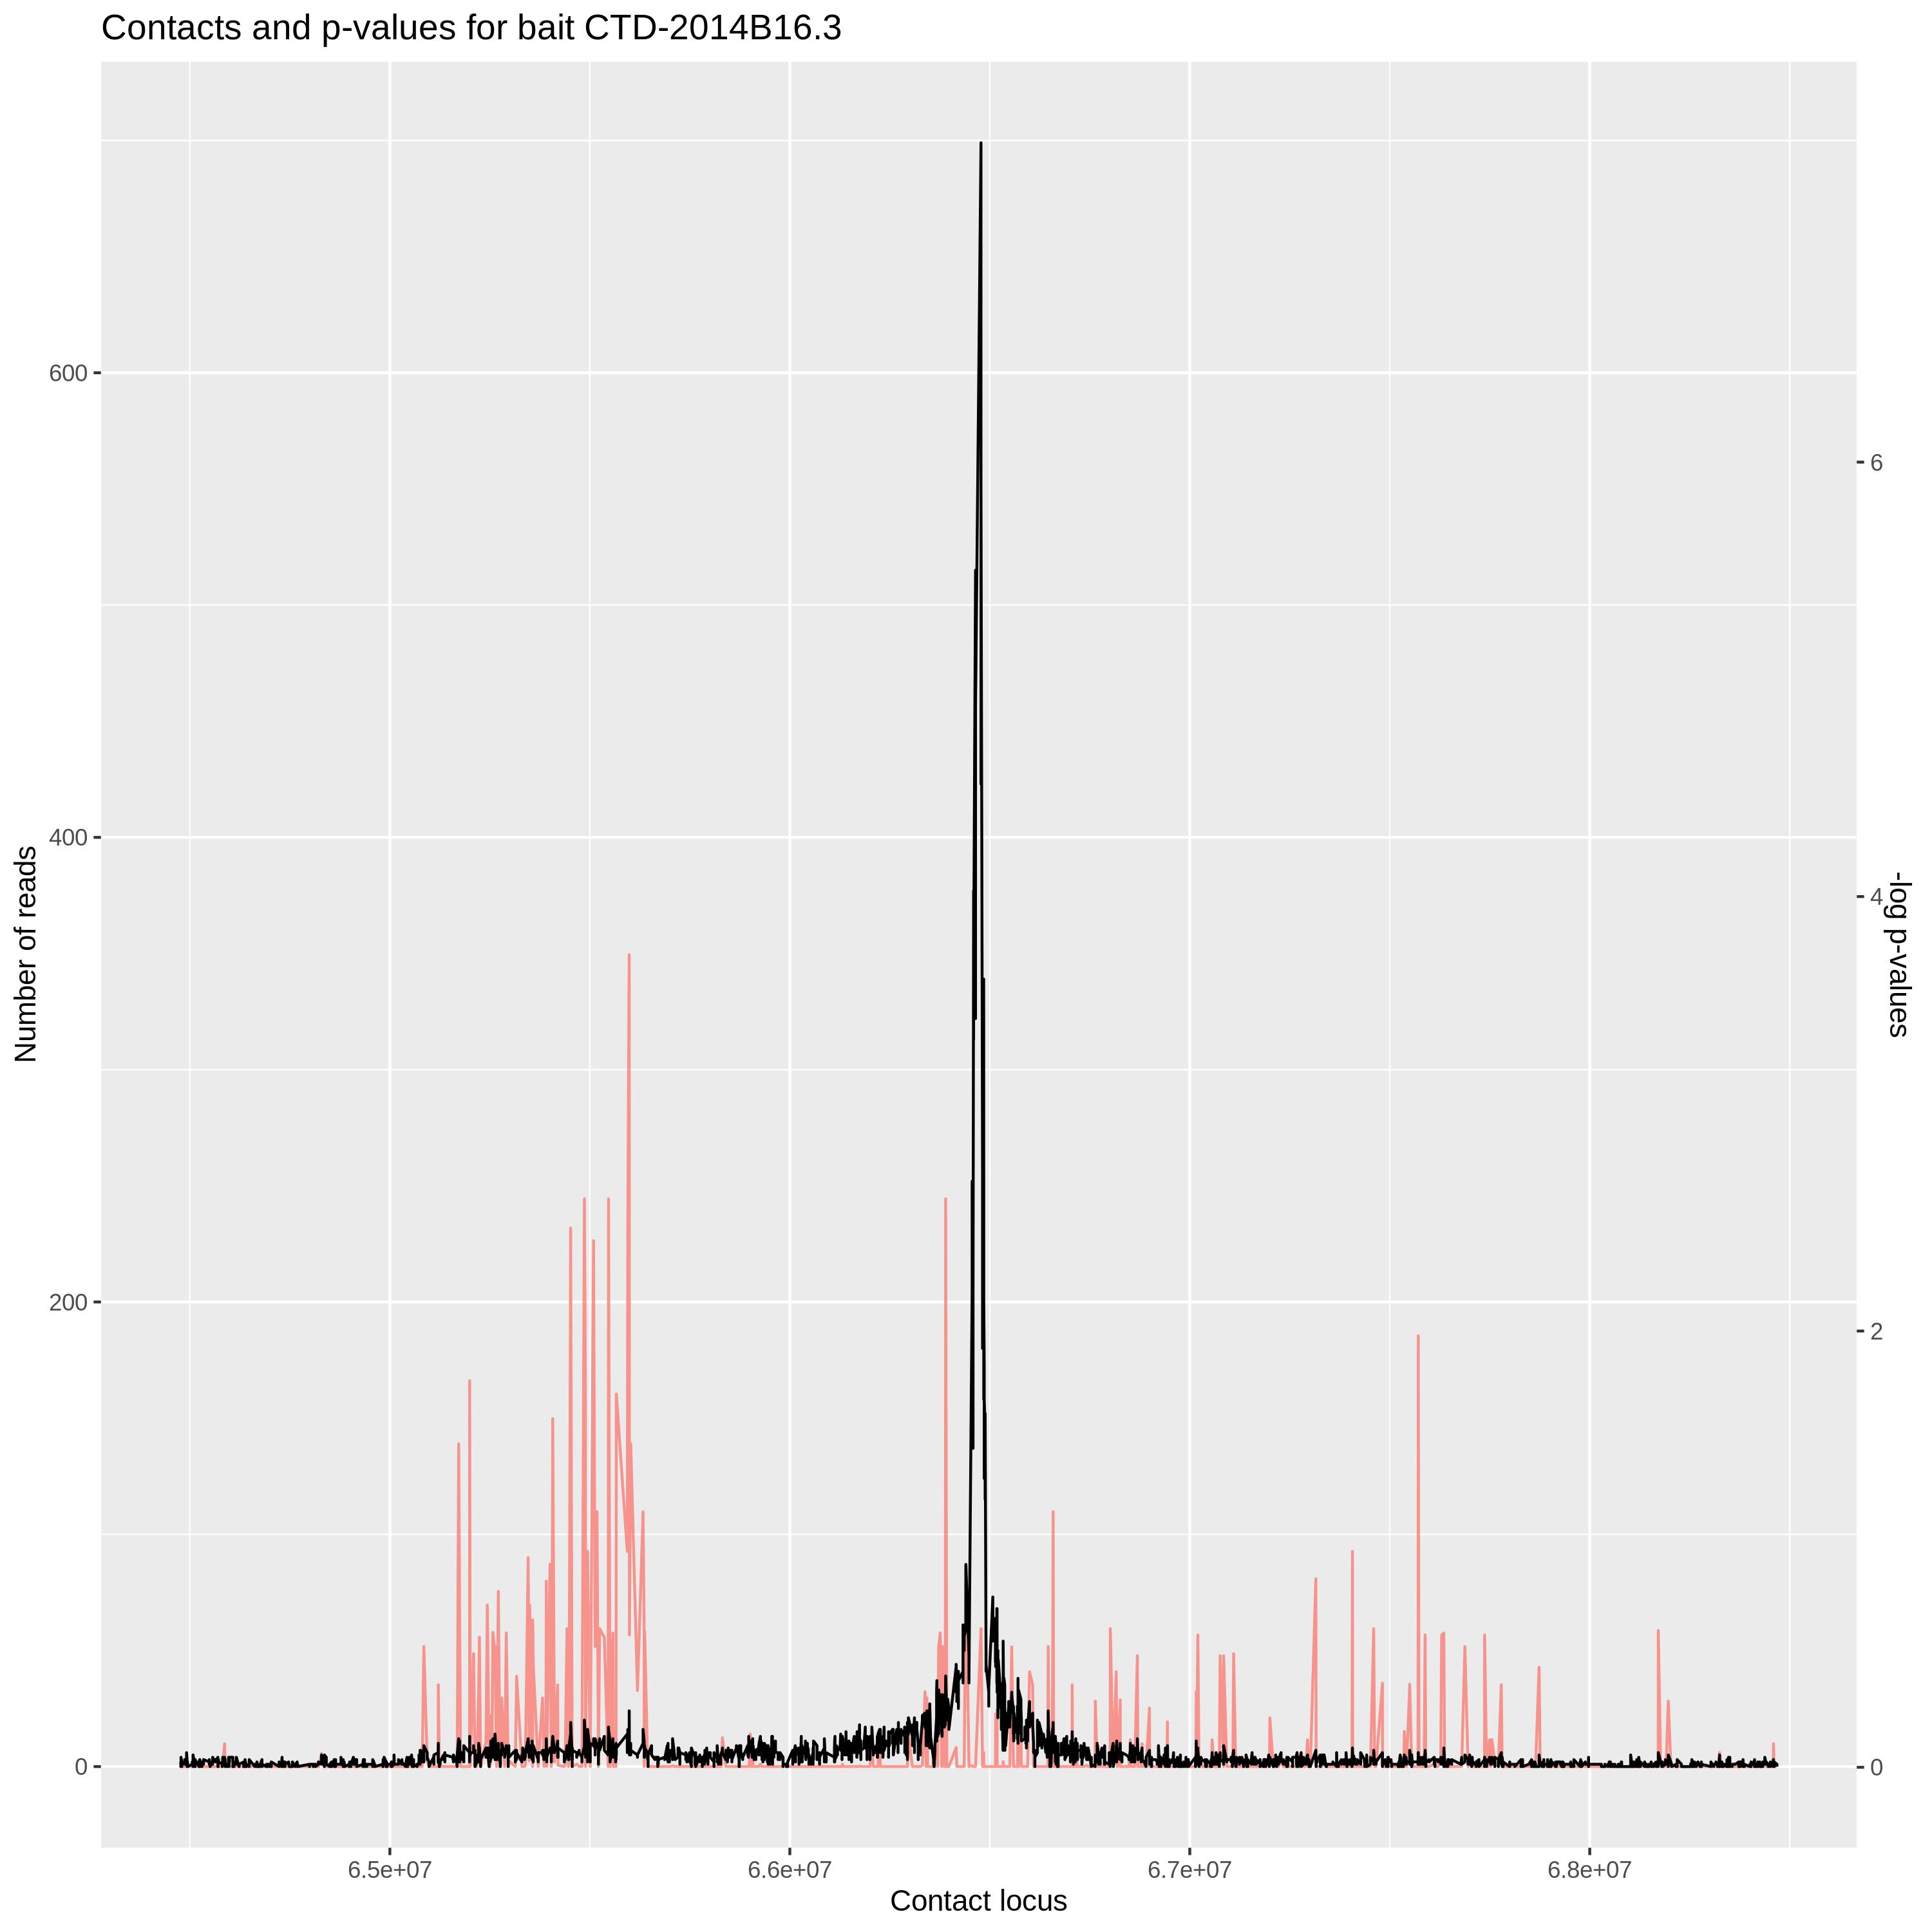 Contacts and p-values for bait CTD-2014B16.3
Number of reads
600
400
200
0
6
4
2
0
-log p-values
6.5e+07 6.6e+07 6.7e+07 6.8e+07
Contact locus